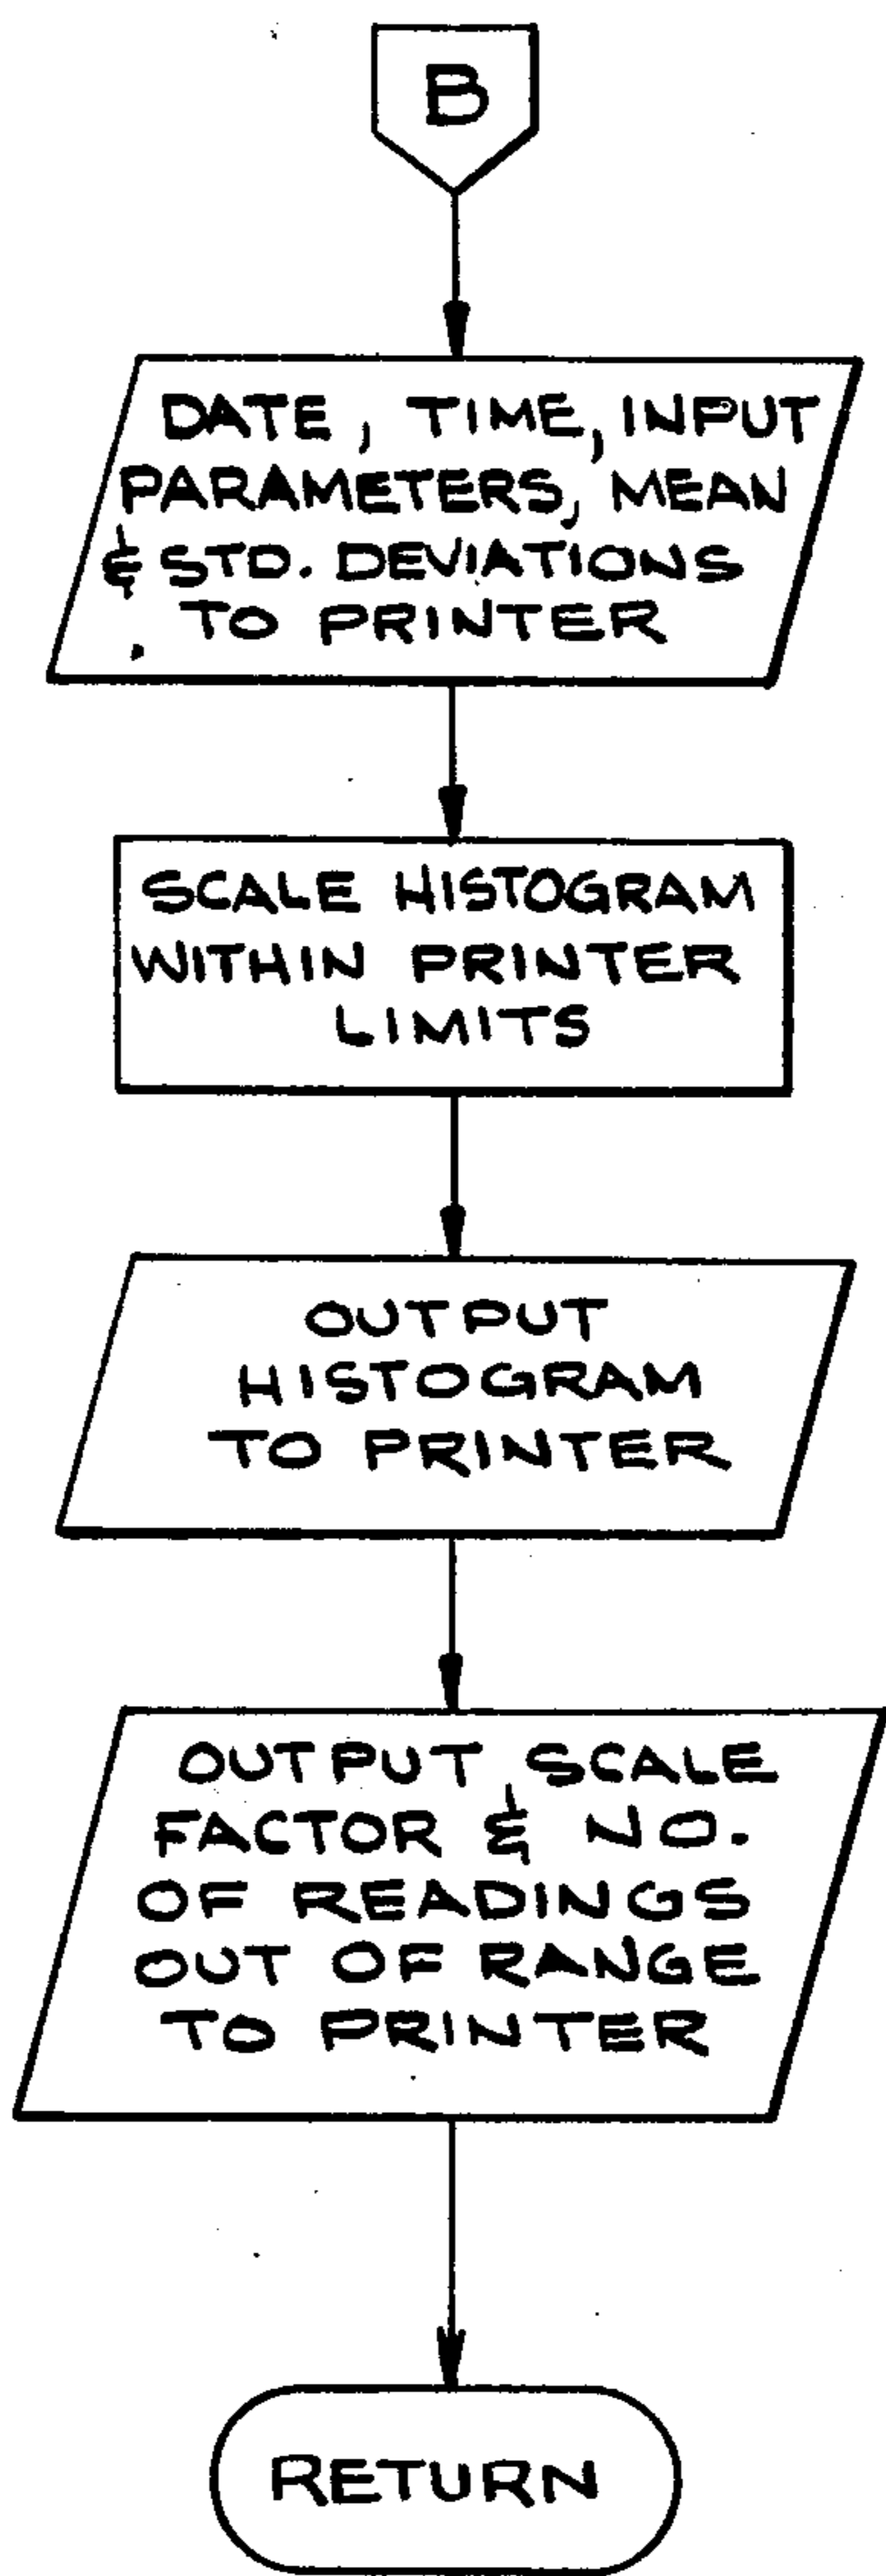 B
DATE, TIME, INPUT
PARAMETERS, MEAN
& STD. DEVIATIONS
TO PRINTER
SCALE HISTOGRAM
WITHIN PRINTER
LIMITS
OUTPUT
HISTOGRAM
TO PRINTER
OUTPUT SCALE
FACTOR & NO.
OF READINGS
OUT OF RANGE
TO PRINTER
RETURN